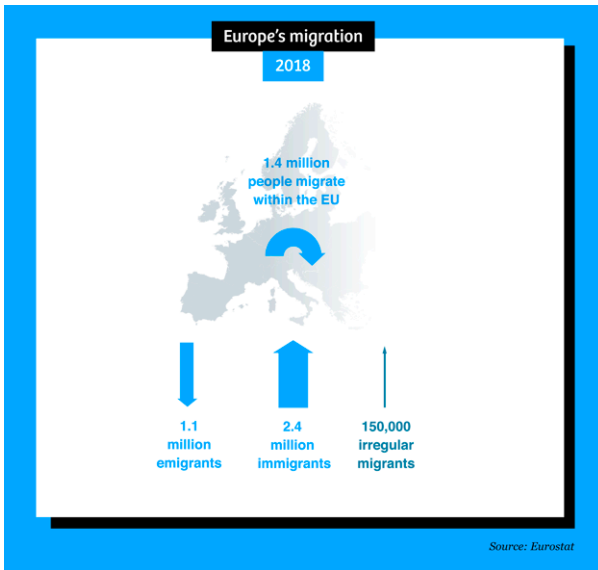 Europe’s migration
2018
1.4 million
people migrate
within the EU
1.1
million
emigrants
2.4
million
immigrants
150,000
irregular
migrants
Source: Eurostat